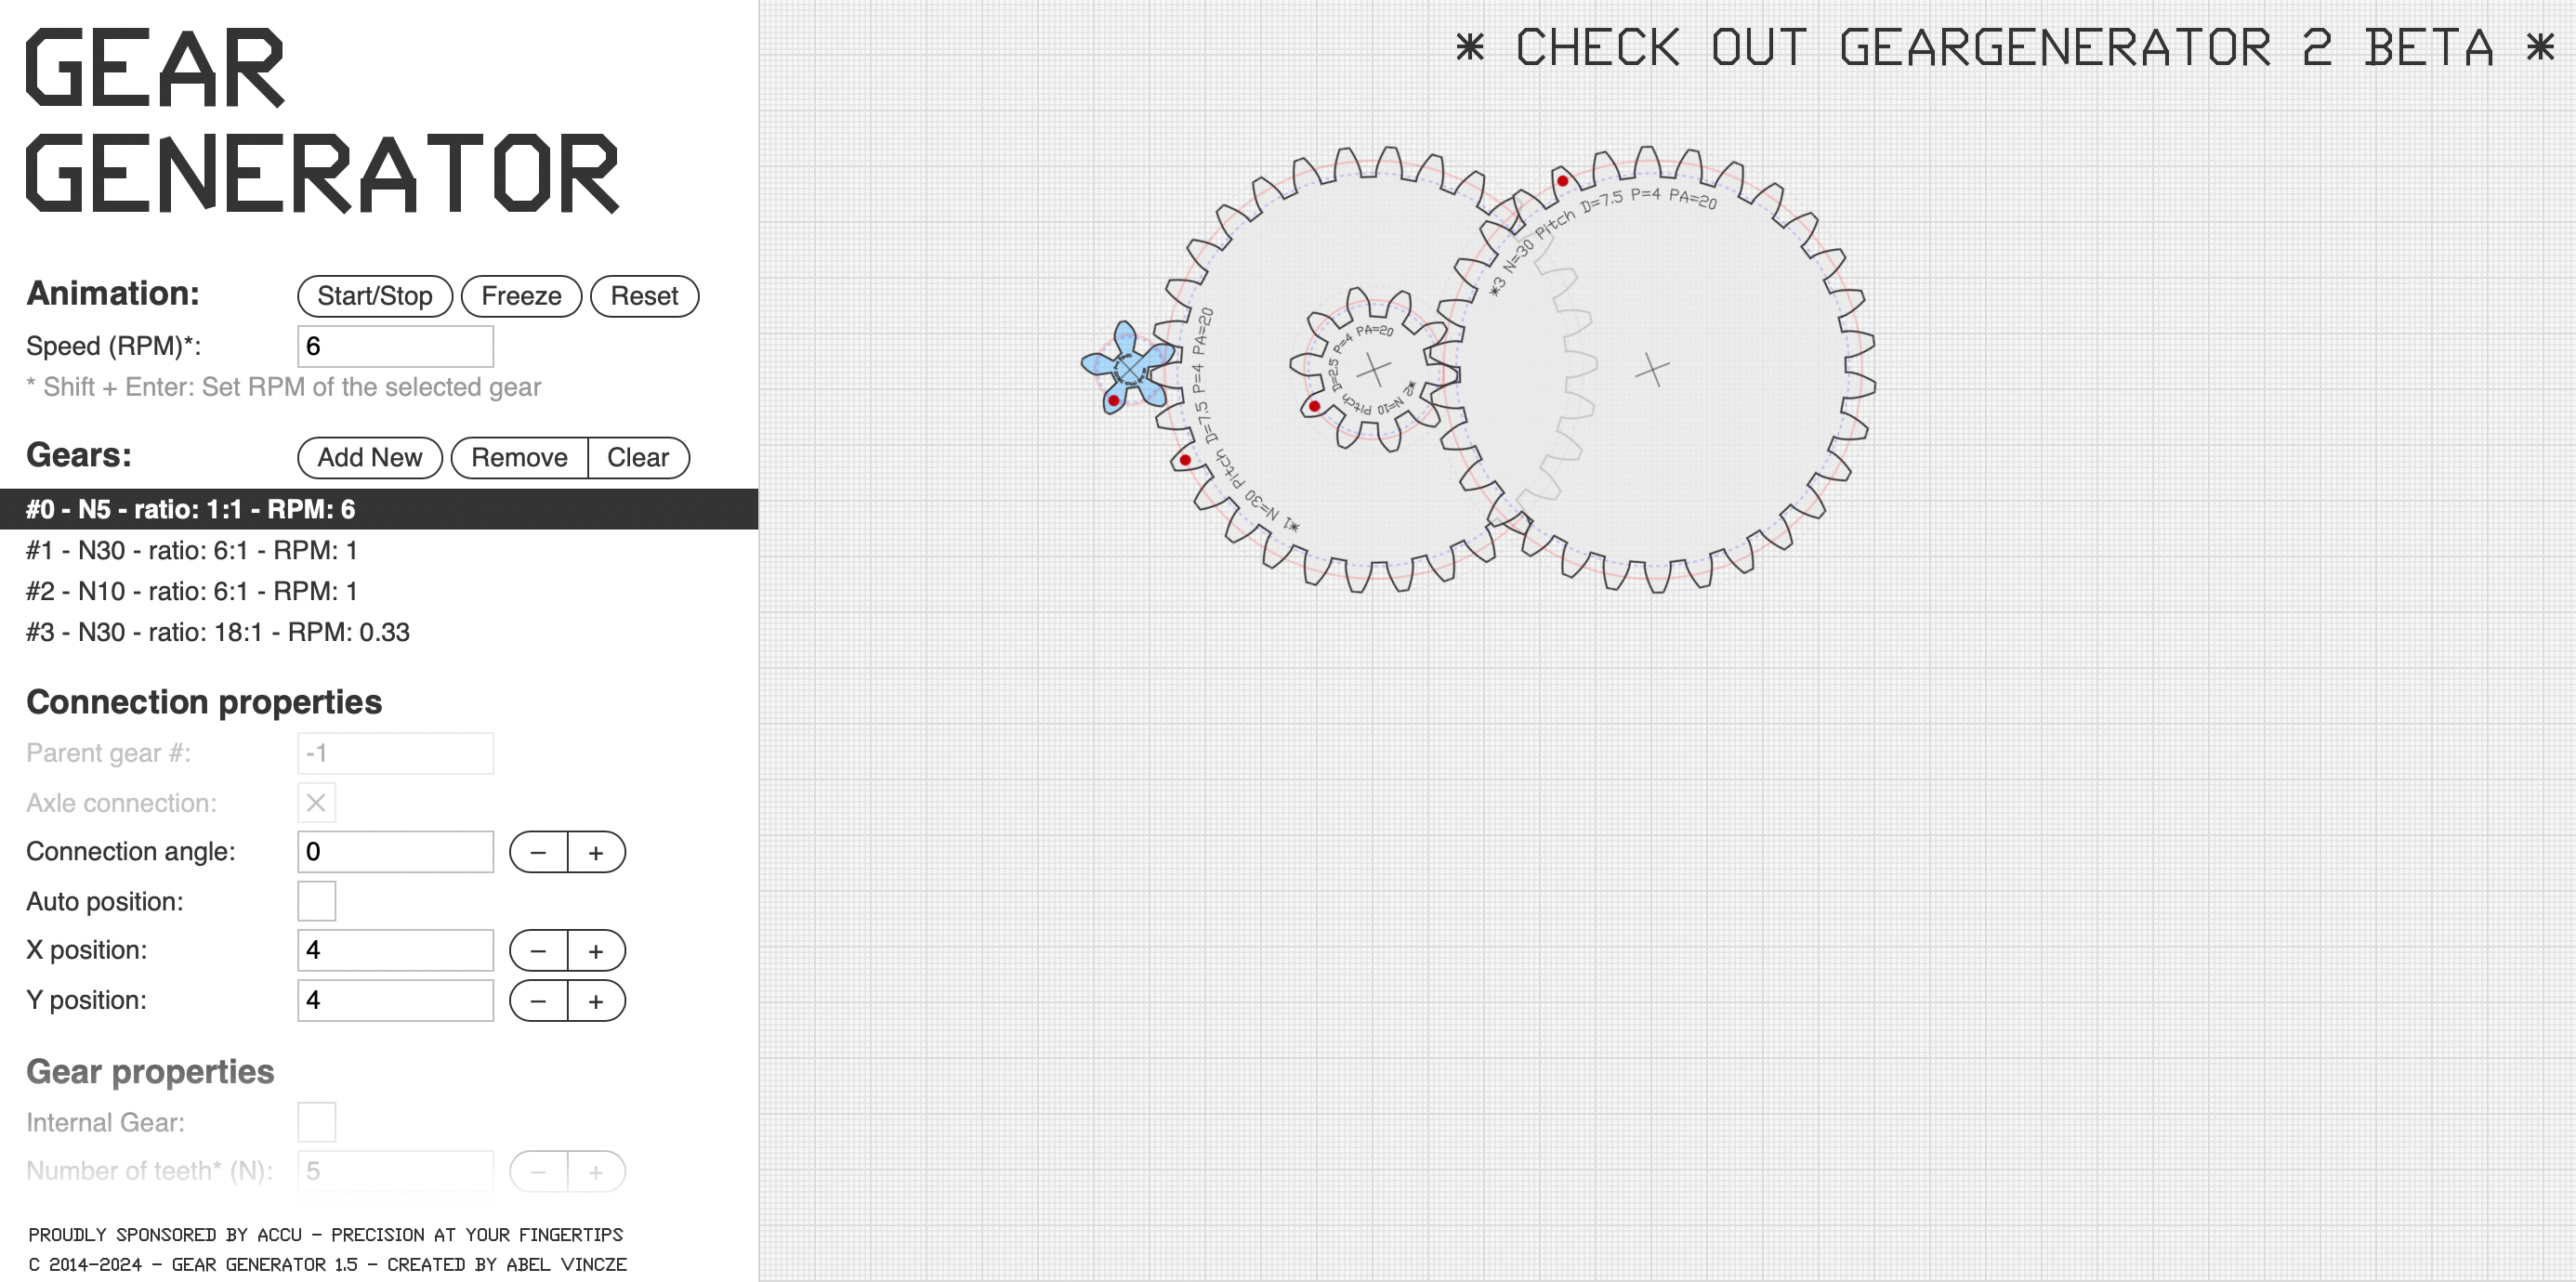 GEAR
GENERATOR
* CHECK OUT GEARGENERATOR 2 BETA *
Animation:
Start/Stop
Freeze
Reset
Speed (RPM)*:
6
* Shift + Enter: Set RPM of the selected gear
Gears:
Add New
Remove
Clear
#0 - N5 - ratio: 1:1 - RPM: 6
#1 - N30 - ratio: 6:1 - RPM: 1
#2 - N10 - ratio: 6:1 - RPM: 1
#3 - N30 - ratio: 18:1 - RPM: 0.33
Connection properties
Parent gear #:
-1
Axle connection:
Connection angle:
0
− +
Auto position:
X position:
4
− +
Y position:
4
− +
Gear properties
Internal Gear:
Number of teeth* (N):
5
− +
PROUDLY SPONSORED BY ACCU - PRECISION AT YOUR FINGERTIPS
C 2014-2024 - GEAR GENERATOR 1.5 - CREATED BY ABEL VINCZE
*1 N=30 Pitch D=7.5 P=4 PA=20
*2 N=10 Pitch D=2.5 P=4 PA=20
*3 N=30 Pitch D=7.5 P=4 PA=20